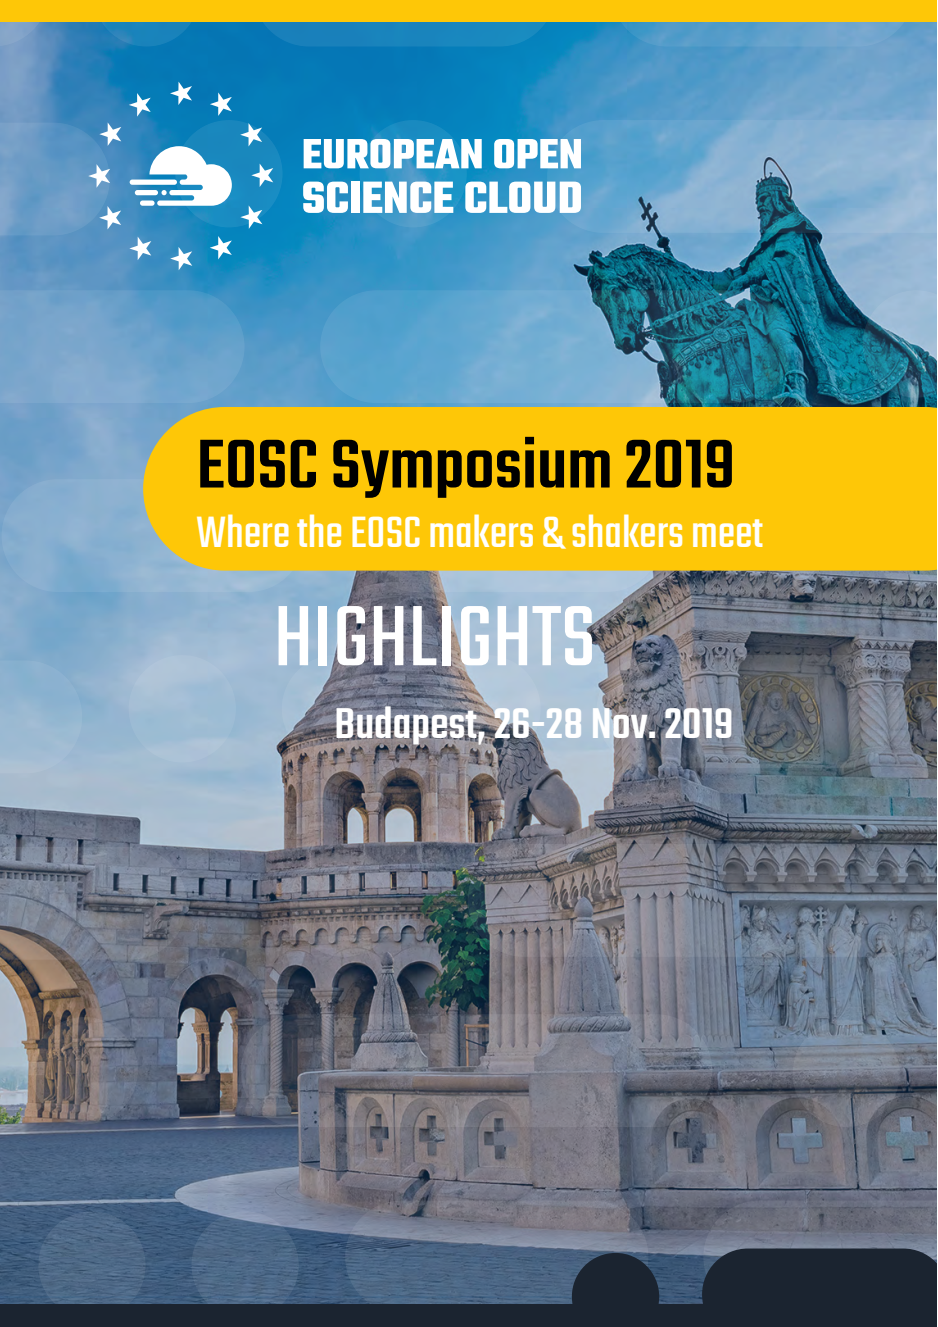 EUROPEAN OPEN
SCIENCE CLOUD
EOSC Symposium 2019
Where the EOSC makers & shakers meet
HIGHLIGHTS
Budapest, 26-28 Nov. 2019